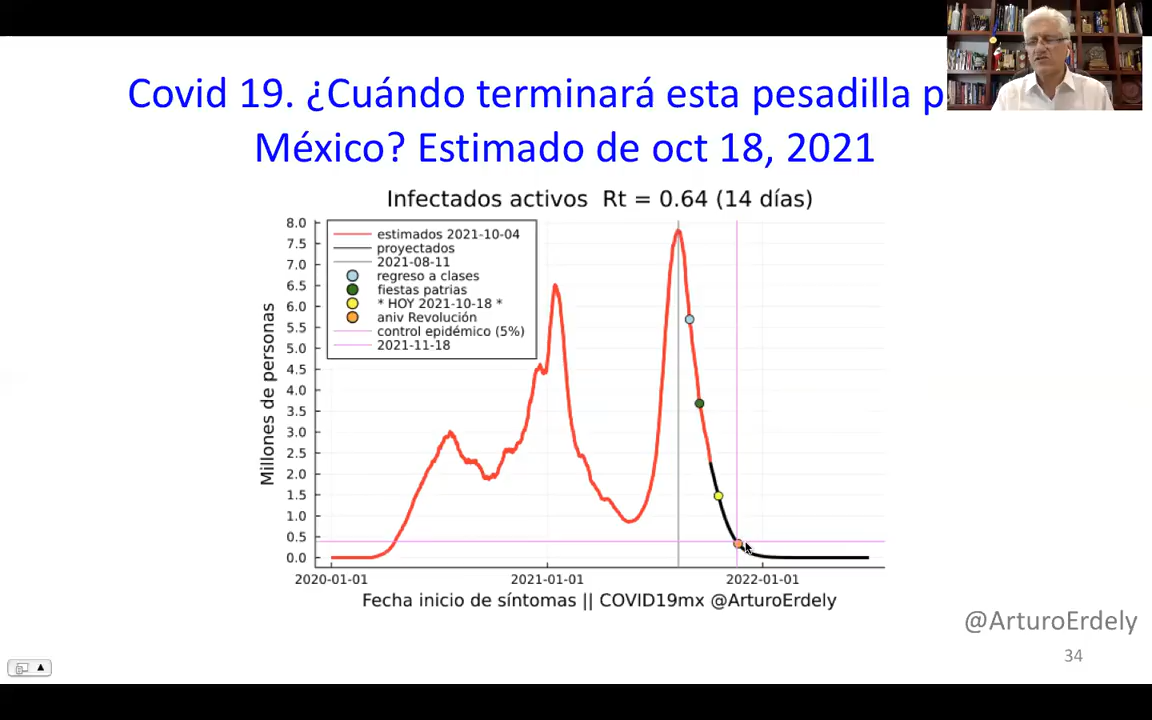 Covid 19. ¿Cuándo terminará esta pesadilla p
México? Estimado de oct 18, 2021
Infectados activos Rt = 0.64 (14 días)
estimados 2021-10-04
proyectados
2021-08-11
regreso a clases
fiestas patrias
* HOY 2021-10-18 *
aniv Revolución
control epidémico (5%)
2021-11-18
Millones de personas
8.0
7.5
7.0
6.5
6.0
5.5
5.0
4.5
4.0
3.5
3.0
2.5
2.0
1.5
1.0
0.5
0.0
2020-01-01 2021-01-01 2022-01-01
Fecha inicio de síntomas || COVID19mx @ArturoErdely
@ArturoErdely
34